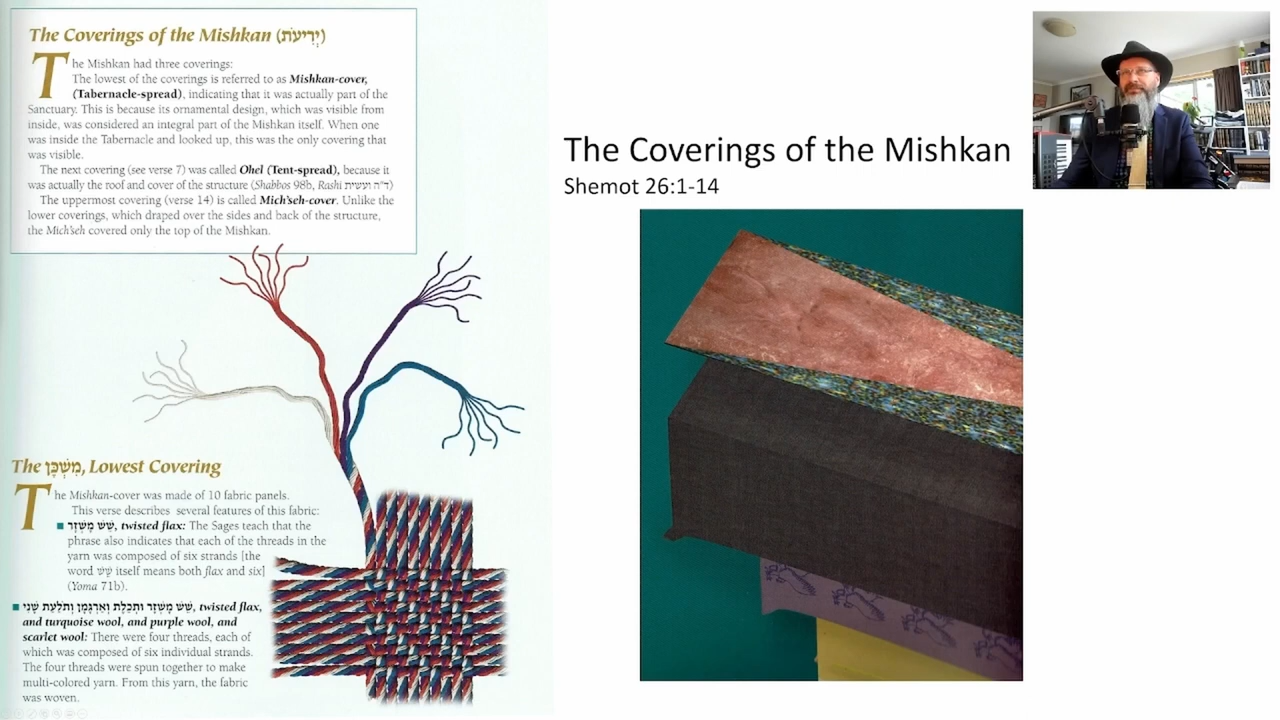 The Coverings of the Mishkan (יְרִיעֹת)
The Mishkan had three coverings:
The lowest of the coverings is referred to as Mishkan-cover,
(Tabernacle-spread), indicating that it was actually part of the
Sanctuary. This is because its ornamental design, which was visible from
inside, was considered an integral part of the Mishkan itself. When one
was inside the Tabernacle and looked up, this was the only covering that
was visible.
The next covering (see verse 7) was called Ohel (Tent-spread), because it
was actually the roof and cover of the structure (Shabbos 98b, Rashi ד"ה ועשית)
The uppermost covering (verse 14) is called Mich'seh-cover. Unlike the
lower coverings, which draped over the sides and back of the structure,
the Mich'seh covered only the top of the Mishkan.
The מִשְׁכָּן, Lowest Covering
The Mishkan-cover was made of 10 fabric panels.
This verse describes several features of this fabric:
שֵׁשׁ מָשְׁזָר, twisted flax: The Sages teach that the
phrase also indicates that each of the threads in the
yarn was composed of six strands [the
word שֵׁשׁ itself means both flax and six]
(Yoma 71b).
שֵׁשׁ מָשְׁזָר וּתְכֵלֶת וְאַרְגָּמָן וְתֹלַעַת שָׁנִי, twisted flax,
and turquoise wool, and purple wool, and
scarlet wool: There were four threads, each of
which was composed of six individual strands.
The four threads were spun together to make
multi-colored yarn. From this yarn, the fabric
was woven.
The Coverings of the Mishkan
Shemot 26:1-14